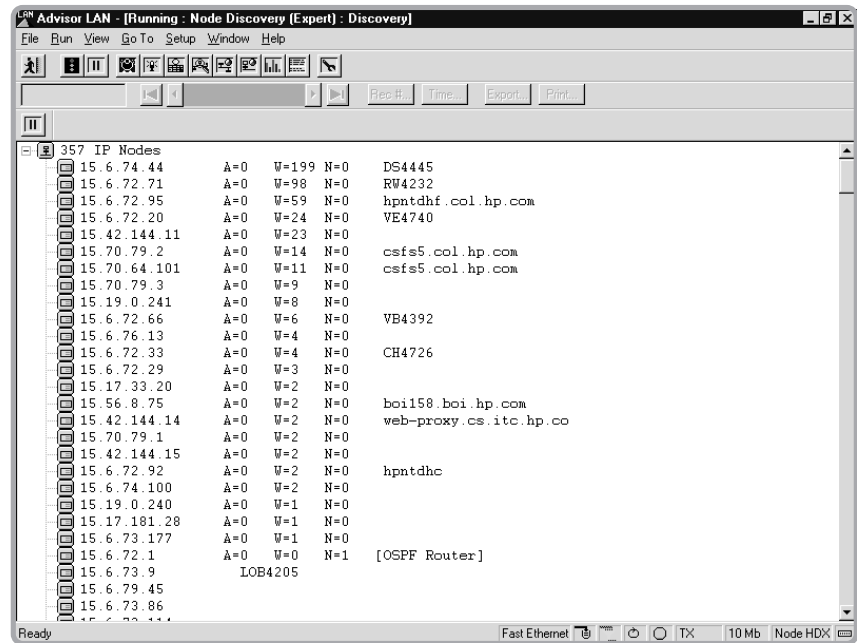 LAN Advisor LAN - [Running : Node Discovery (Expert) : Discovery]
File Run View Go To Setup Window Help
Rec #... Time... Export... Print...
357 IP Nodes
15.6.74.44 A=0 W=199 N=0 DS4445
15.6.72.71 A=0 W=98 N=0 RW4232
15.6.72.95 A=0 W=59 N=0 hpntdhf.col.hp.com
15.6.72.20 A=0 W=24 N=0 VE4740
15.42.144.11 A=0 W=23 N=0
15.70.79.2 A=0 W=14 N=0 csfs5.col.hp.com
15.70.64.101 A=0 W=11 N=0 csfs5.col.hp.com
15.70.79.3 A=0 W=9 N=0
15.19.0.241 A=0 W=8 N=0
15.6.72.66 A=0 W=6 N=0 VB4392
15.6.76.13 A=0 W=4 N=0
15.6.72.33 A=0 W=4 N=0 CH4726
15.6.72.29 A=0 W=3 N=0
15.17.33.20 A=0 W=2 N=0
15.56.8.75 A=0 W=2 N=0 boi158.boi.hp.com
15.42.144.14 A=0 W=2 N=0 web-proxy.cs.itc.hp.co
15.70.79.1 A=0 W=2 N=0
15.42.144.15 A=0 W=2 N=0
15.6.72.92 A=0 W=2 N=0 hpntdhc
15.6.74.100 A=0 W=2 N=0
15.19.0.240 A=0 W=1 N=0
15.17.181.28 A=0 W=1 N=0
15.6.73.177 A=0 W=1 N=0
15.6.72.1 A=0 W=0 N=1 [OSPF Router]
15.6.73.9 LOB4205
15.6.79.45
15.6.73.86
Ready Fast Ethernet TX 10 Mb Node HDX